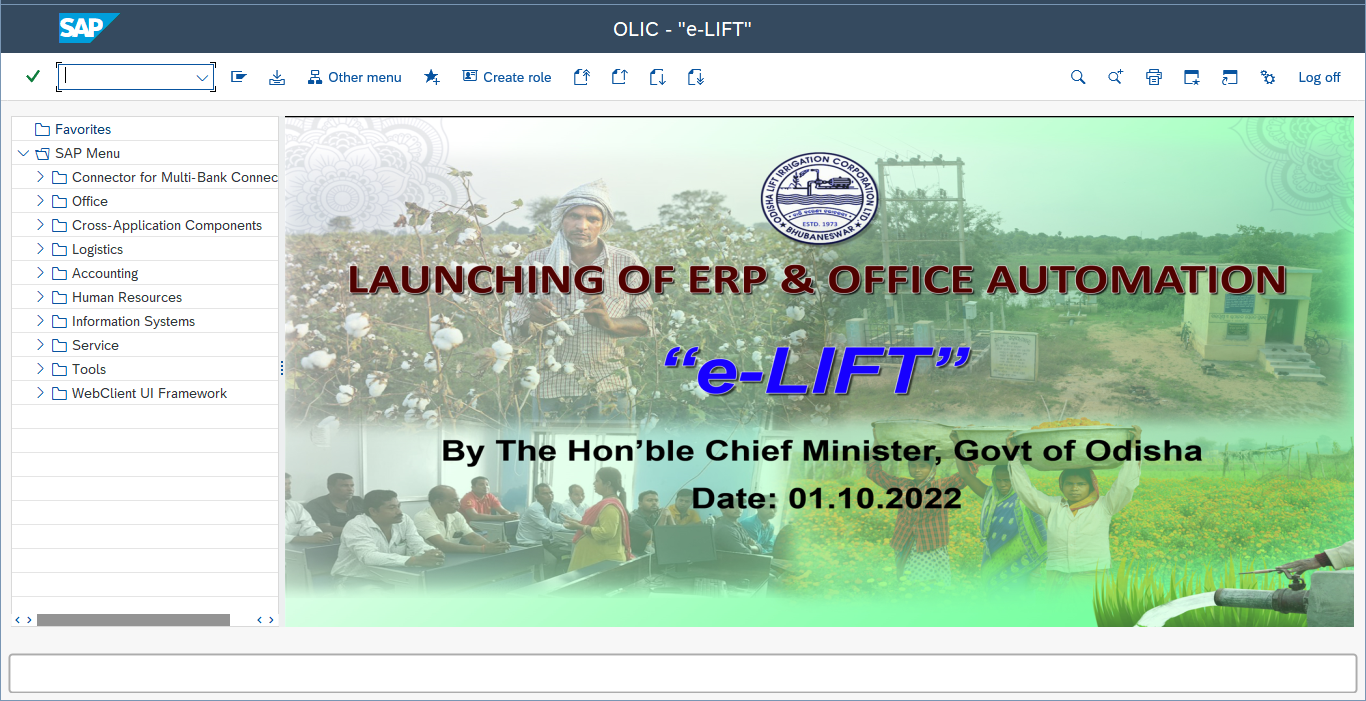 SAP
OLIC - "e-LIFT"
Other menu
Create role
Log off
Favorites
SAP Menu
Connector for Multi-Bank Connec
Office
Cross-Application Components
Logistics
Accounting
Human Resources
Information Systems
Service
Tools
WebClient UI Framework
ODISHA LIFT IRRIGATION CORPORATION LTD
ESTD. 1973
BHUBANESWAR
LAUNCHING OF ERP & OFFICE AUTOMATION
“e-LIFT”
By The Hon’ble Chief Minister, Govt of Odisha
Date: 01.10.2022